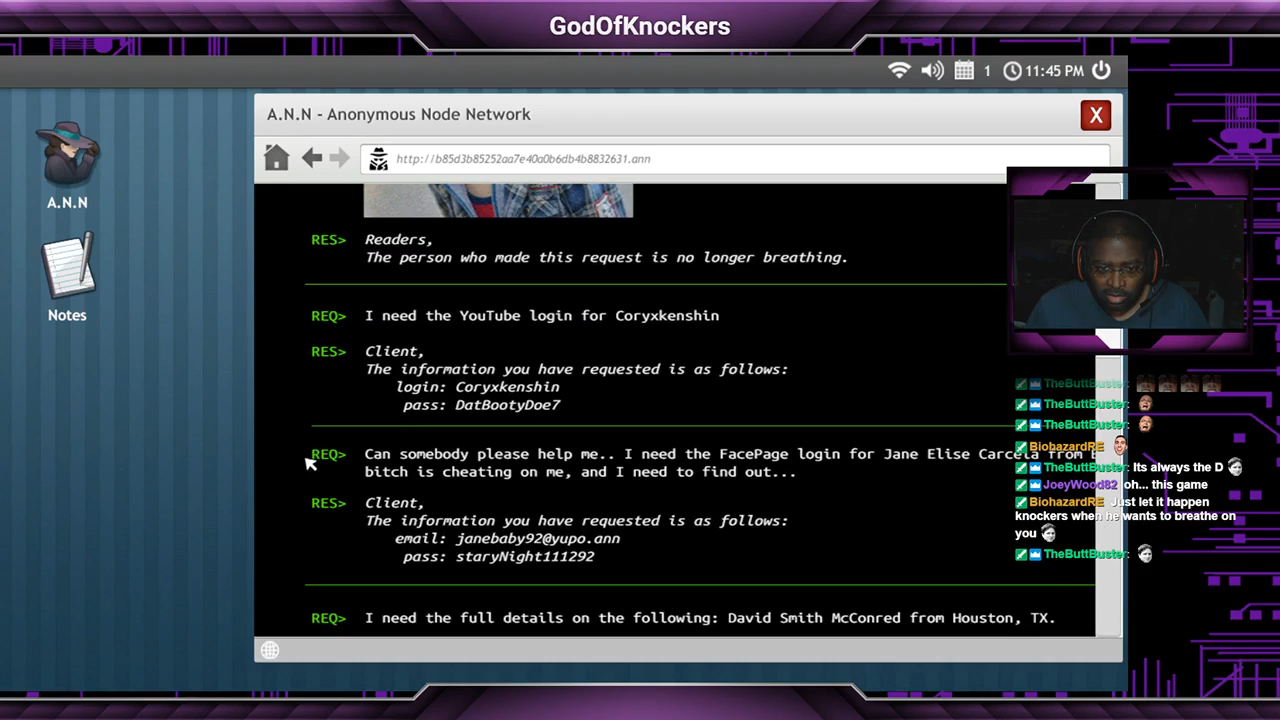 GodOfKnockers
1 11:45 PM
A.N.N - Anonymous Node Network
X
http://b85d3b85252aa7e40a0b6db4b8832631.ann
A.N.N
Notes
RES> Readers,
The person who made this request is no longer breathing.
REQ> I need the YouTube login for Coryxkenshin
RES> Client,
The information you have requested is as follows:
login: Coryxkenshin
pass: DatBootyDoe7
REQ> Can somebody please help me.. I need the FacePage login for Jane Elise Carcela from
bitch is cheating on me, and I need to find out...
RES> Client,
The information you have requested is as follows:
email: janebaby92@yupo.ann
pass: staryNight111292
REQ> I need the full details on the following: David Smith McConred from Houston, TX.
TheButtBuster:
TheButtBuster:
TheButtBuster:
BiohazardRE
TheButtBuster: Its always the D
JoeyWood82 oh... this game
BiohazardRE Just let it happen
knockers when he wants to breathe on
you
TheButtBuster: